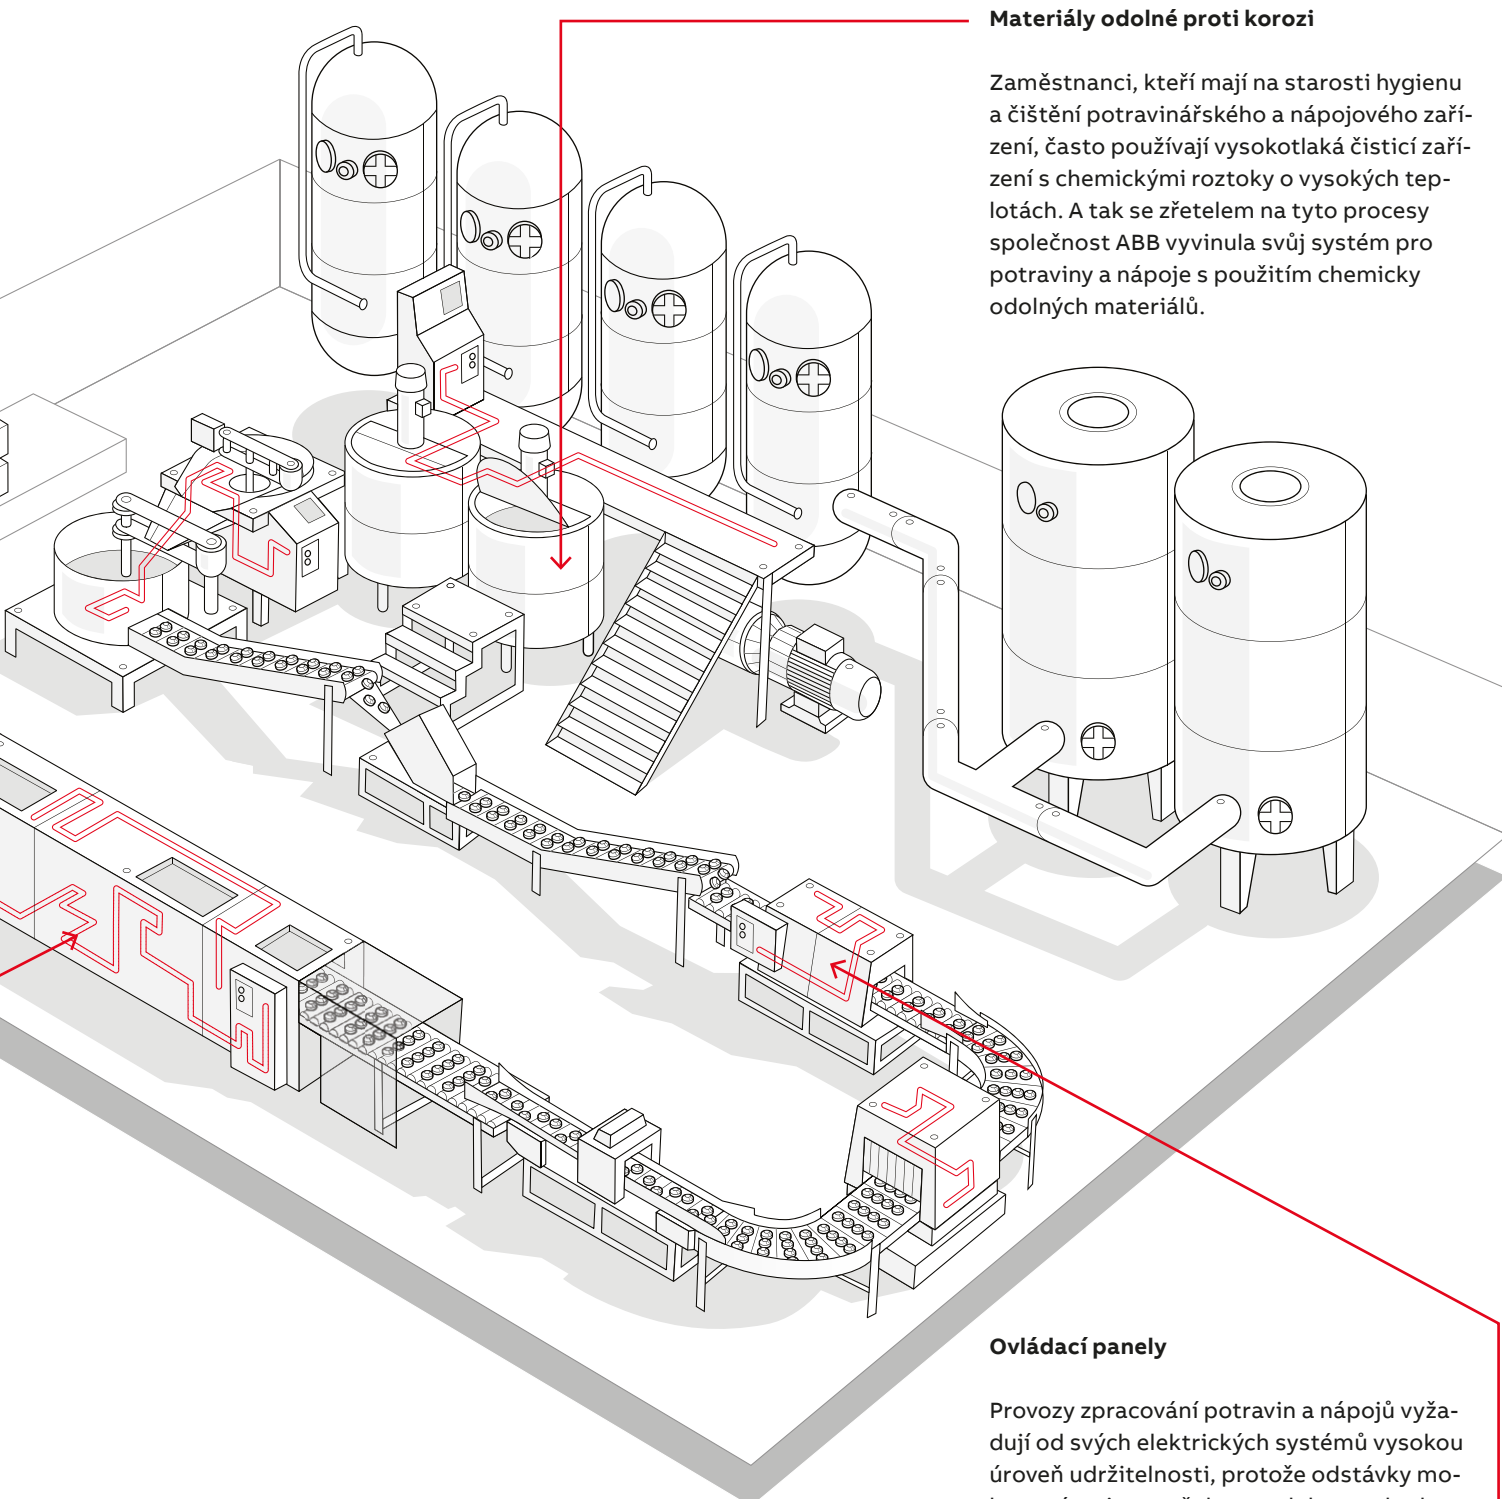 Materiály odolné proti korozi
Zaměstnanci, kteří mají na starosti hygienu
a čištění potravinářského a nápojového zaří-
zení, často používají vysokotlaká čisticí zaří-
zení s chemickými roztoky o vysokých tep-
lotách. A tak se zřetelem na tyto procesy
společnost ABB vyvinula svůj systém pro
potraviny a nápoje s použitím chemicky
odolných materiálů.
Ovládací panely
Provozy zpracování potravin a nápojů vyža-
dují od svých elektrických systémů vysokou
úroveň udržitelnosti, protože odstávky mo-